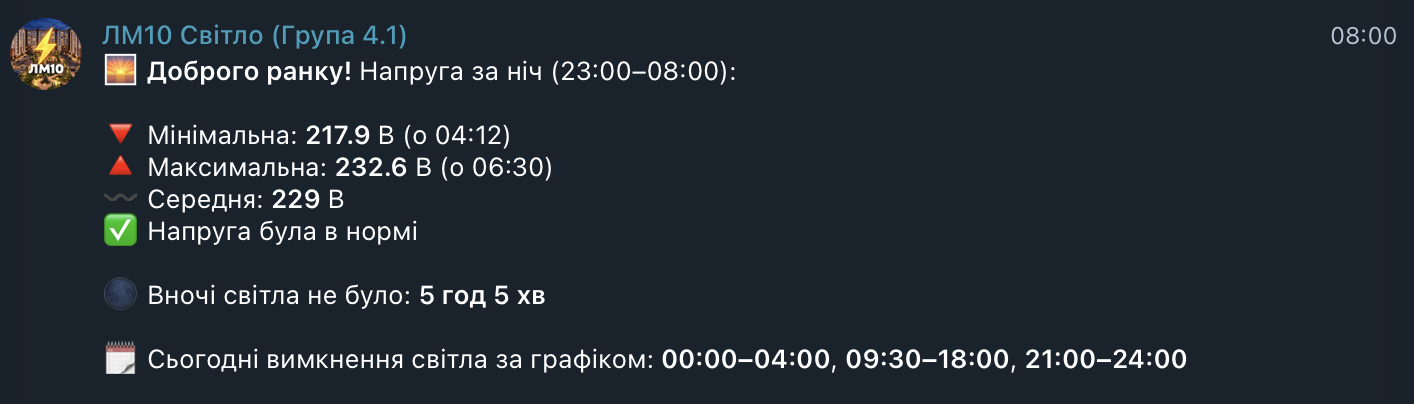 ЛМ10 Світло (Група 4.1)
08:00
ЛМ10
🌅 Доброго ранку! Напруга за ніч (23:00–08:00):
🔻 Мінімальна: 217.9 В (о 04:12)
🔺 Максимальна: 232.6 В (о 06:30)
〰️ Середня: 229 В
✅ Напруга була в нормі
🌑 Вночі світла не було: 5 год 5 хв
🗓 Сьогодні вимкнення світла за графіком: 00:00–04:00, 09:30–18:00, 21:00–24:00